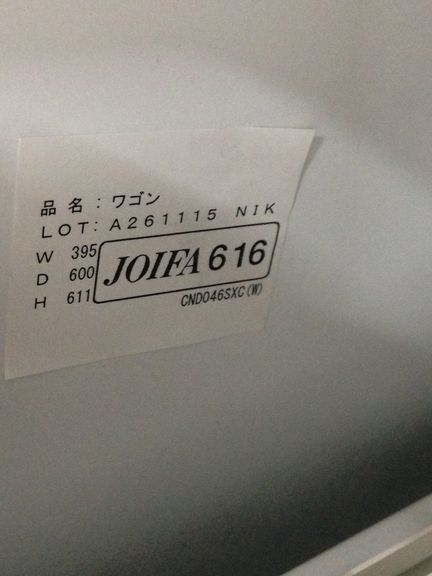 品 名 : ワゴン
LOT: A261115 NIK
W 395
D 600
H 611
JOIFA 616
CND046SXC(W)